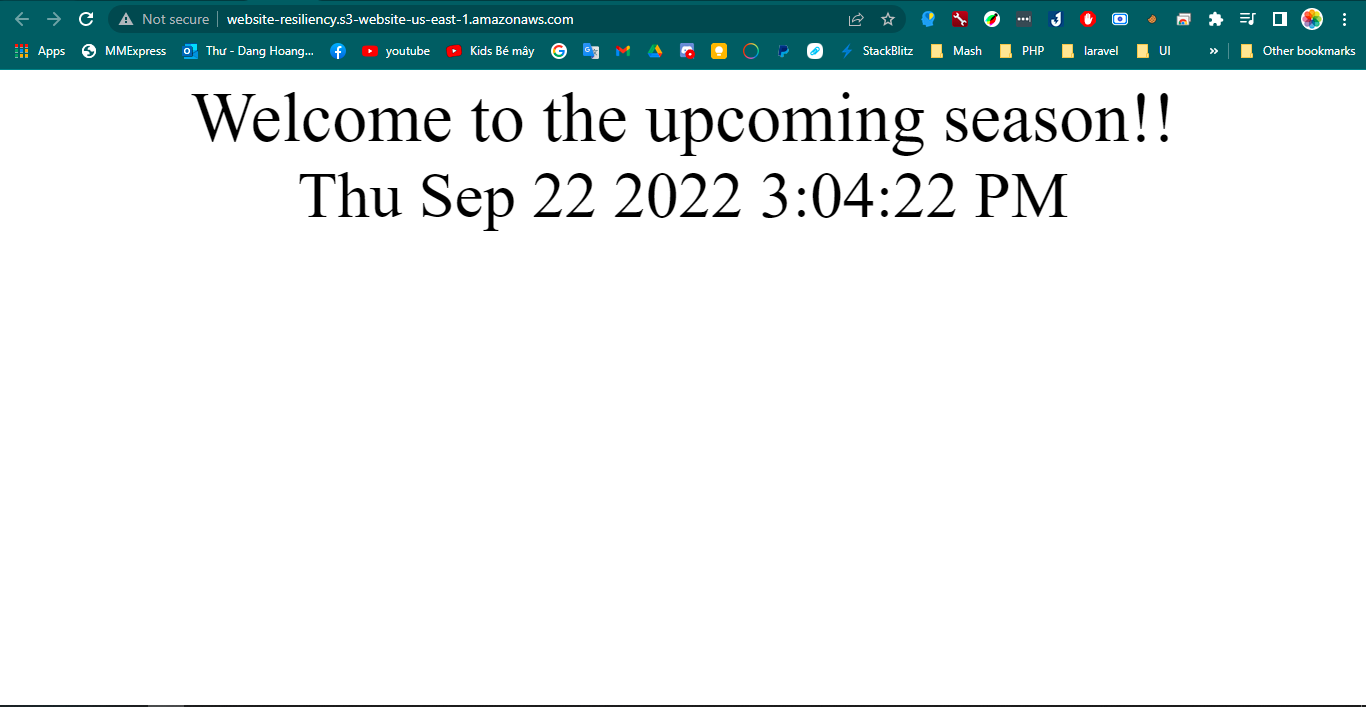 Not secure website-resiliency.s3-website-us-east-1.amazonaws.com
Apps MMExpress Thư - Dang Hoang... youtube Kids Bé mây StackBlitz Mash PHP laravel UI » Other bookmarks
Welcome to the upcoming season!!
Thu Sep 22 2022 3:04:22 PM